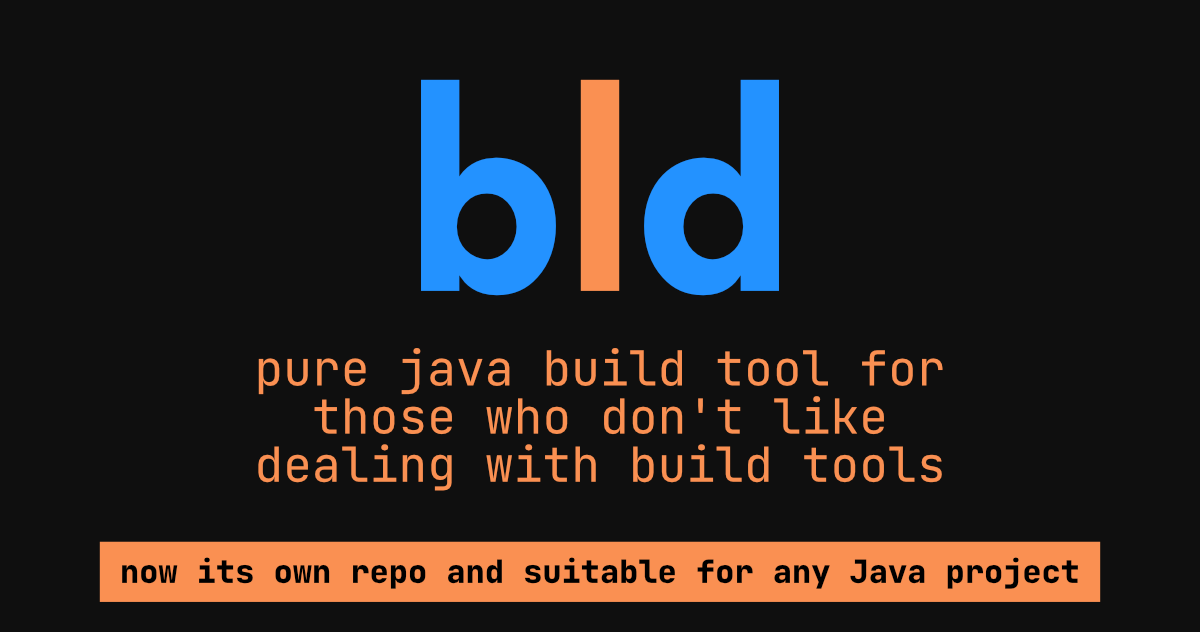 bld
pure java build tool for
those who don't like
dealing with build tools
now its own repo and suitable for any Java project